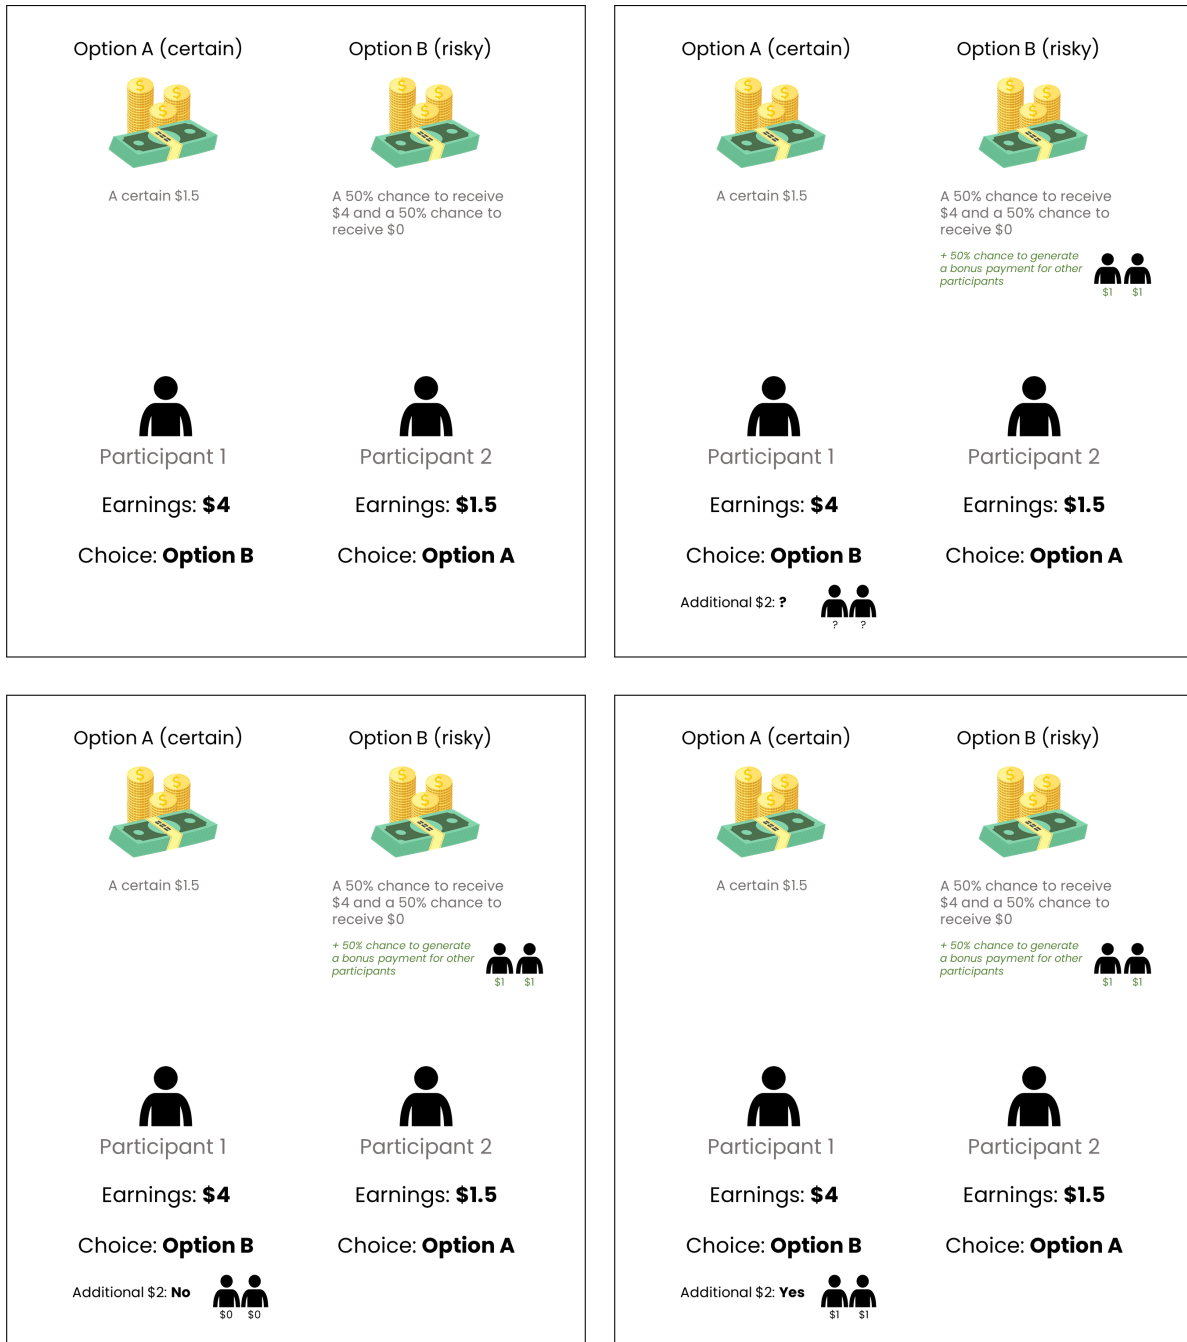 Option A (certain)
Option B (risky)
A certain $1.5
A 50% chance to receive
$4 and a 50% chance to
receive $0
Participant 1
Participant 2
Earnings: $4
Earnings: $1.5
Choice: Option B
Choice: Option A
Option A (certain)
Option B (risky)
A certain $1.5
A 50% chance to receive
$4 and a 50% chance to
receive $0
+ 50% chance to generate
a bonus payment for other
participants
$1 $1
Participant 1
Participant 2
Earnings: $4
Earnings: $1.5
Choice: Option B
Choice: Option A
Additional $2: ?
? ?
Option A (certain)
Option B (risky)
A certain $1.5
A 50% chance to receive
$4 and a 50% chance to
receive $0
+ 50% chance to generate
a bonus payment for other
participants
$1 $1
Participant 1
Participant 2
Earnings: $4
Earnings: $1.5
Choice: Option B
Choice: Option A
Additional $2: No
$0 $0
Option A (certain)
Option B (risky)
A certain $1.5
A 50% chance to receive
$4 and a 50% chance to
receive $0
+ 50% chance to generate
a bonus payment for other
participants
$1 $1
Participant 1
Participant 2
Earnings: $4
Earnings: $1.5
Choice: Option B
Choice: Option A
Additional $2: Yes
$1 $1